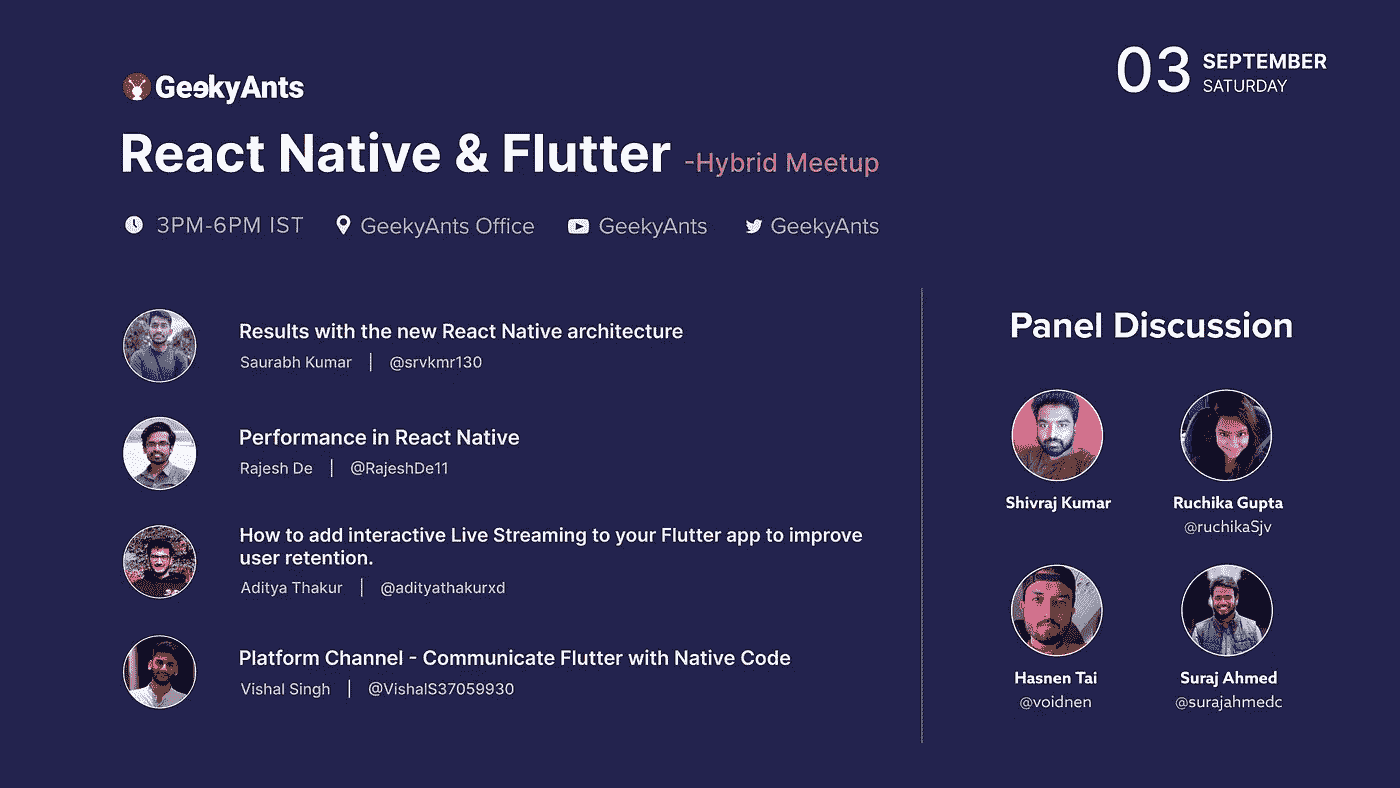 GeekyAnts
03 SEPTEMBER
SATURDAY
React Native & Flutter -Hybrid Meetup
3PM-6PM IST GeekyAnts Office GeekyAnts GeekyAnts
Results with the new React Native architecture
Saurabh Kumar | @srvkmr130
Performance in React Native
Rajesh De | @RajeshDe11
How to add interactive Live Streaming to your Flutter app to improve
user retention.
Aditya Thakur | @adityathakurxd
Platform Channel - Communicate Flutter with Native Code
Vishal Singh | @VishalS37059930
Panel Discussion
Shivraj Kumar
Ruchika Gupta
@ruchikaSjv
Hasnen Tai
@voidnen
Suraj Ahmed
@surajahmedc